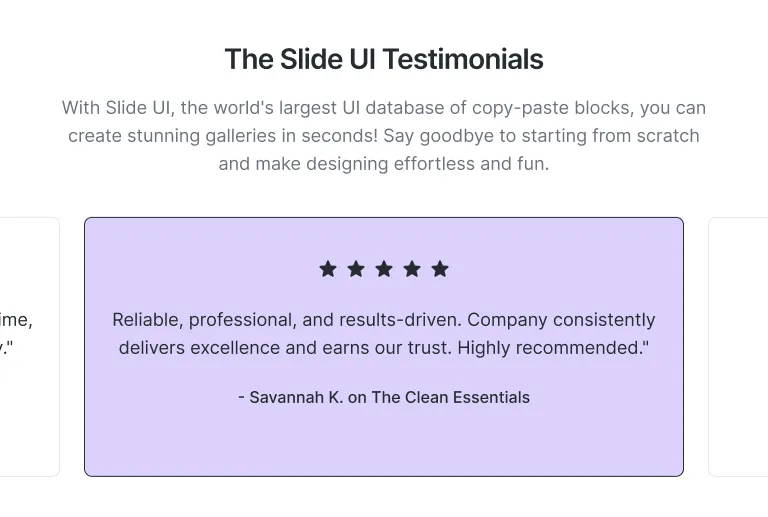 The Slide UI Testimonials
With Slide UI, the world's largest UI database of copy-paste blocks, you can
create stunning galleries in seconds! Say goodbye to starting from scratch
and make designing effortless and fun.
Reliable, professional, and results-driven. Company consistently
delivers excellence and earns our trust. Highly recommended."
- Savannah K. on The Clean Essentials